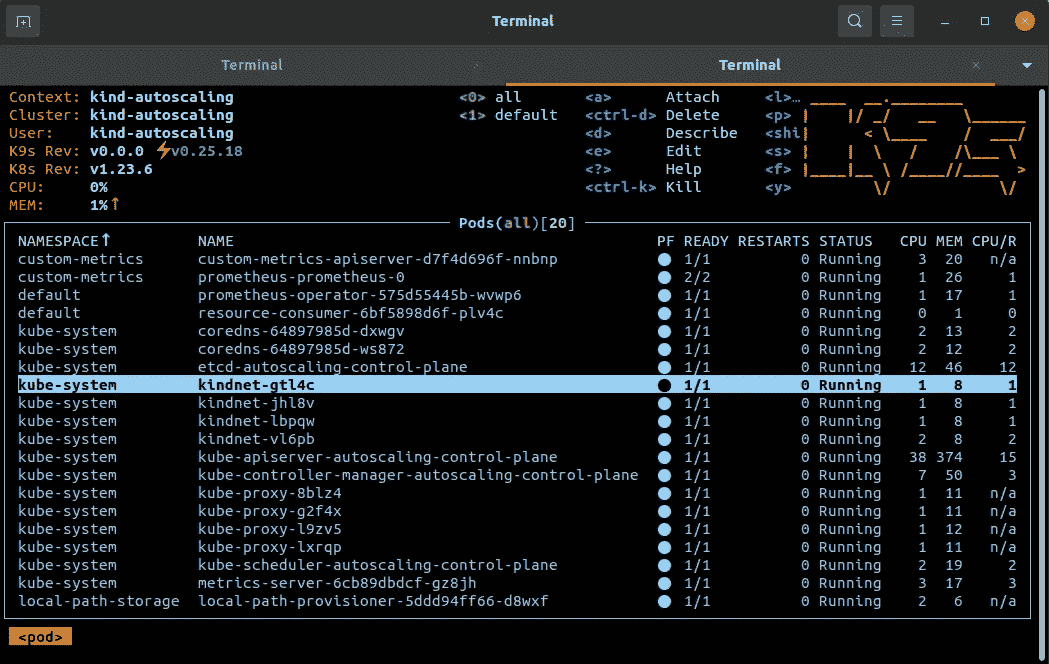 Terminal
Terminal Terminal
Context: kind-autoscaling <0> all <a> Attach <l>…
Cluster: kind-autoscaling <1> default <ctrl-d> Delete <p>
User: kind-autoscaling <d> Describe <shi
K9s Rev: v0.0.0 ⚡v0.25.18 <e> Edit <s>
K8s Rev: v1.23.6 <?> Help <f>
CPU: 0% <ctrl-k> Kill <y>
MEM: 1%↑
Pods(all)[20]
NAMESPACE↑ NAME PF READY RESTARTS STATUS CPU MEM CPU/R
custom-metrics custom-metrics-apiserver-d7f4d696f-nnbnp ● 1/1 0 Running 3 20 n/a
custom-metrics prometheus-prometheus-0 ● 2/2 0 Running 1 26 1
default prometheus-operator-575d55445b-wvwp6 ● 1/1 0 Running 1 17 1
default resource-consumer-6bf5898d6f-plv4c ● 1/1 0 Running 0 1 0
kube-system coredns-64897985d-dxwgv ● 1/1 0 Running 2 13 2
kube-system coredns-64897985d-ws872 ● 1/1 0 Running 2 12 2
kube-system etcd-autoscaling-control-plane ● 1/1 0 Running 12 46 12
kube-system kindnet-gtl4c ● 1/1 0 Running 1 8 1
kube-system kindnet-jhl8v ● 1/1 0 Running 1 8 1
kube-system kindnet-lbpqw ● 1/1 0 Running 1 8 1
kube-system kindnet-vl6pb ● 1/1 0 Running 2 8 2
kube-system kube-apiserver-autoscaling-control-plane ● 1/1 0 Running 38 374 15
kube-system kube-controller-manager-autoscaling-control-plane ● 1/1 0 Running 7 50 3
kube-system kube-proxy-8blz4 ● 1/1 0 Running 1 11 n/a
kube-system kube-proxy-g2f4x ● 1/1 0 Running 1 11 n/a
kube-system kube-proxy-l9zv5 ● 1/1 0 Running 1 12 n/a
kube-system kube-proxy-lxrqp ● 1/1 0 Running 1 11 n/a
kube-system kube-scheduler-autoscaling-control-plane ● 1/1 0 Running 2 19 2
kube-system metrics-server-6cb89dbdcf-gz8jh ● 1/1 0 Running 3 17 3
local-path-storage local-path-provisioner-5ddd94ff66-d8wxf ● 1/1 0 Running 2 6 n/a
<pod>